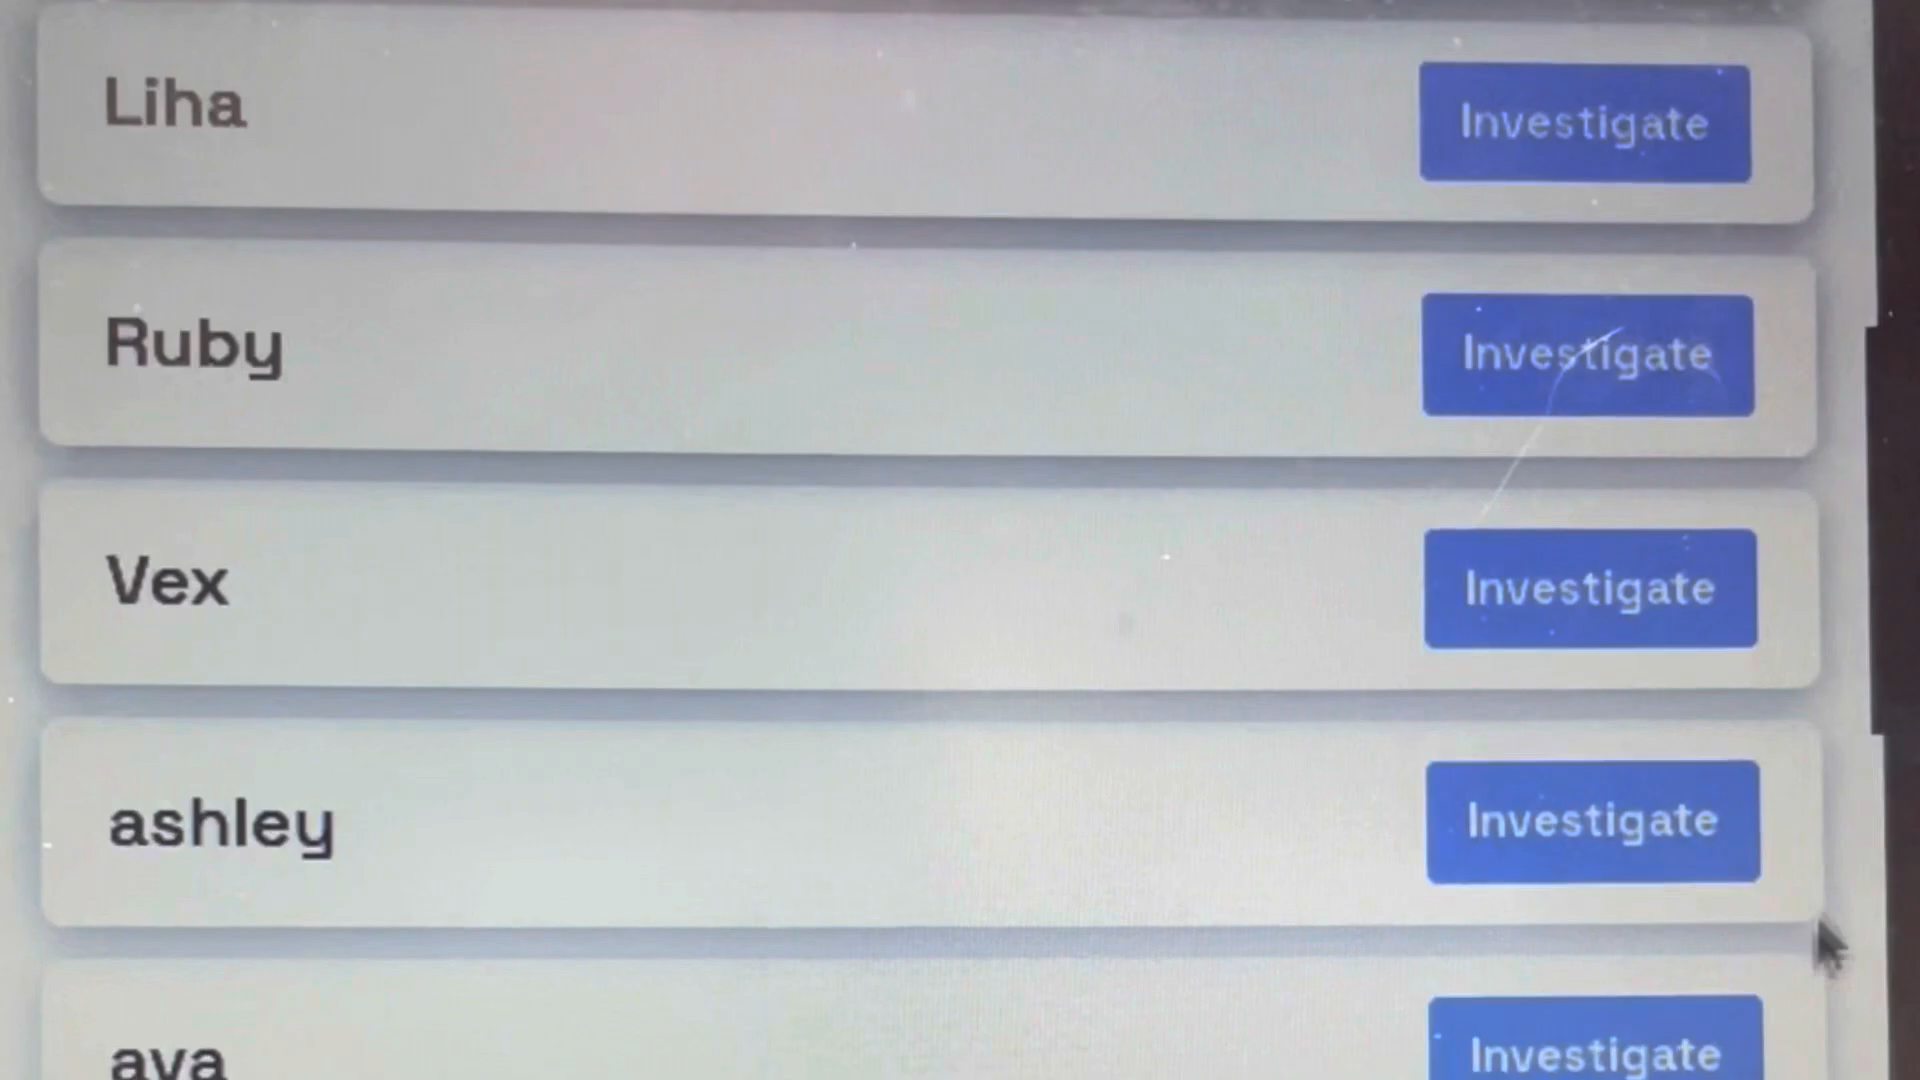 Liha Investigate
Ruby Investigate
Vex Investigate
ashley Investigate
ava Investigate